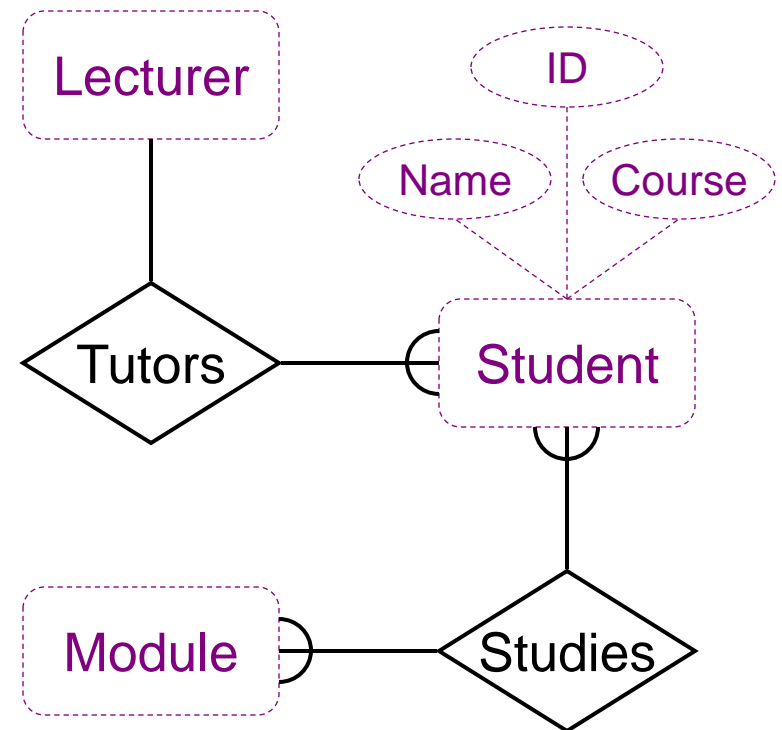 Lecturer
ID
Name
Course
Tutors
Student
Module
Studies